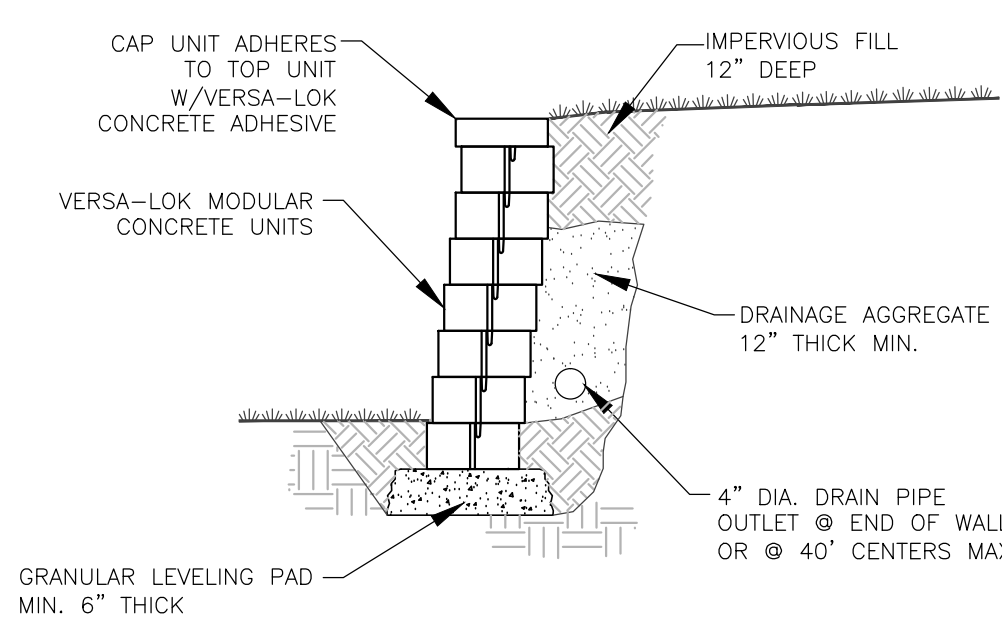 CAP UNIT ADHERES
TO TOP UNIT
W/VERSA-LOK
CONCRETE ADHESIVE
IMPERVIOUS FILL
12” DEEP
VERSA-LOK MODULAR
CONCRETE UNITS
DRAINAGE AGGREGATE
12” THICK MIN.
4” DIA. DRAIN PIPE
OUTLET @ END OF WALL
OR @ 40’ CENTERS MAX
GRANULAR LEVELING PAD
MIN. 6” THICK